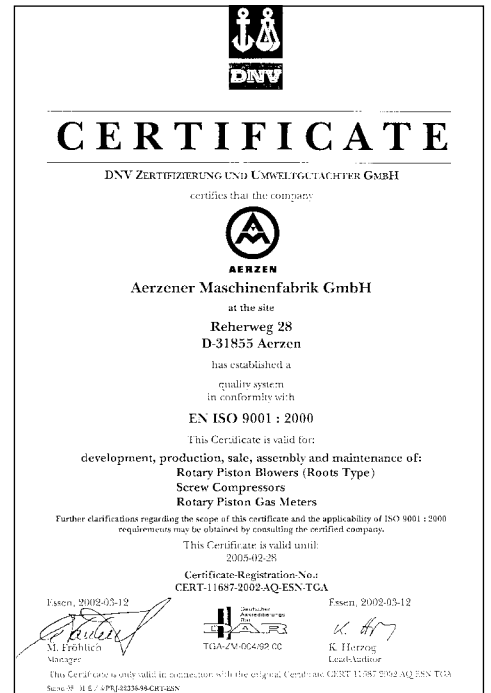 DNV
CERTIFICATE
DNV ZERTIFIZIERUNG UND UMWELTGUTACHTER GMBH
certifies that the company
AERZEN
Aerzener Maschinenfabrik GmbH
at the site
Reherweg 28
D-31855 Aerzen
has established a
quality system
in conformity with
EN ISO 9001 : 2000
This Certificate is valid for:
development, production, sale, assembly and maintenance of:
Rotary Piston Blowers (Roots Type)
Screw Compressors
Rotary Piston Gas Meters
Further clarifications regarding the scope of this certificate and the applicability of ISO 9001 : 2000
requirements may be obtained by consulting the certified company.
This Certificate is valid until:
2005-02-28
Certificate-Registration-No.:
CERT-11687-2002-AQ-ESN-TGA
Essen, 2002-03-12
Essen, 2002-03-12
Deutscher
Akkreditierungs
Rat
DAR
TGA-ZM-004/92.00
M. Fröhlich
Manager
K. Herzog
Lead-Auditor
This Certificate is only valid in connection with the original Certificate CERT-11687-2002-AQ-ESN-TGA